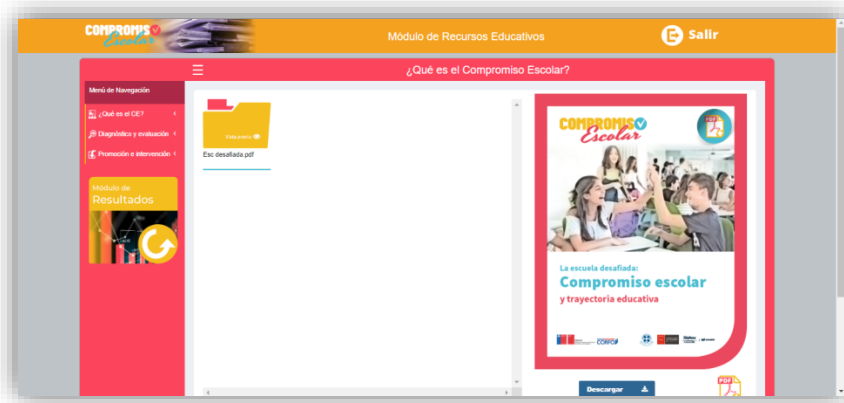 COMPROMISO
Escolar
Módulo de Recursos Educativos
Salir
¿Qué es el Compromiso Escolar?
Menú de Navegación
¿Qué es el CE?
Diagnóstico y evaluación
Promoción e intervención
Módulo de
Resultados
Vista previa
Esc desafiada.pdf
COMPROMISO
Escolar
PDF
La escuela desafiada:
Compromiso escolar
y trayectoria educativa
CORFO
Descargar
PDF